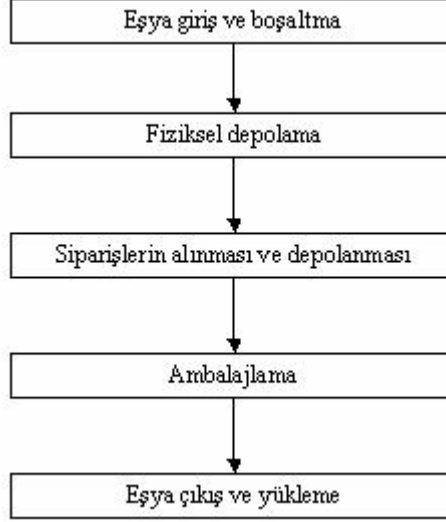 Eşya giriş ve boşaltma
Fiziksel depolama
Siparişlerin alınması ve depolanması
Ambalajlama
Eşya çıkış ve yükleme